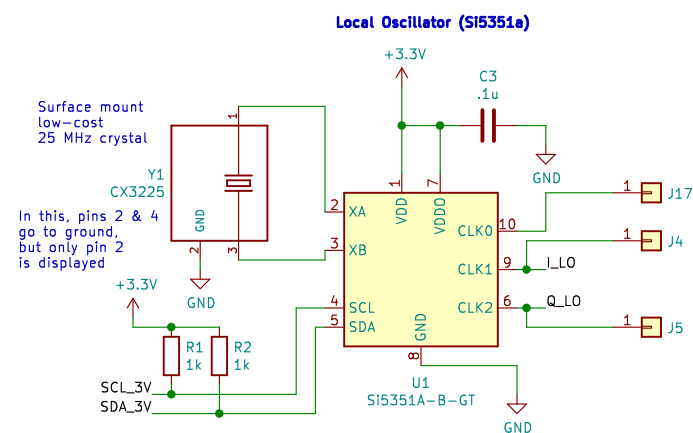 Local Oscillator (Si5351a)
+3.3V
C3
.1u
GND
Surface mount
low-cost
25 MHz crystal
1
Y1
CX3225
GND
2
3
GND
In this, pins 2 & 4
go to ground,
but only pin 2
is displayed
1
7
VDD
VDDO
2
XA
3
XB
4
SCL
5
SDA
GND
8
CLK0
10
CLK1
9
CLK2
6
I_LO
Q_LO
1
J17
1
J4
1
J5
+3.3V
R1
1k
R2
1k
SCL_3V
SDA_3V
U1
Si5351A-B-GT
GND